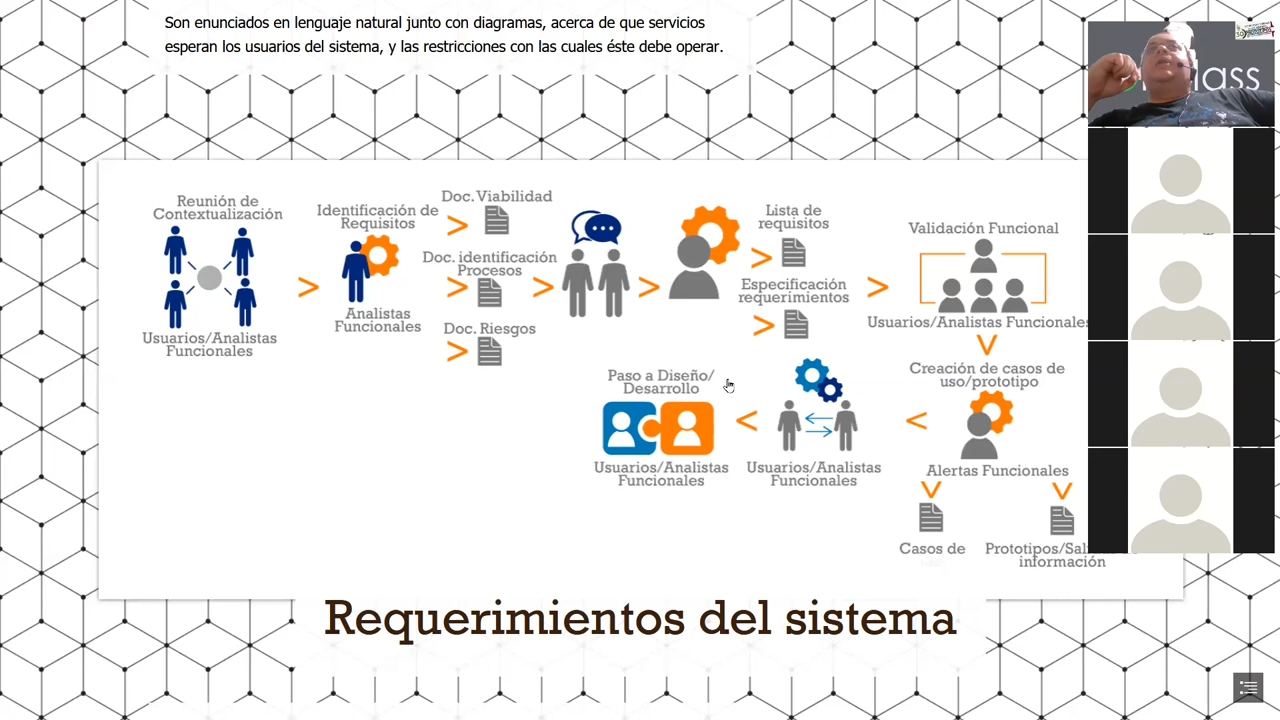 Son enunciados en lenguaje natural junto con diagramas, acerca de que servicios
esperan los usuarios del sistema, y las restricciones con las cuales éste debe operar.
lass
Reunión de
Contextualización
Usuarios/Analistas
Funcionales
Identificación de
Requisitos
Analistas
Funcionales
Doc. Viabilidad
Doc. identificación
Procesos
Doc. Riesgos
Lista de
requisitos
Especificación
requerimientos
Validación Funcional
Usuarios/Analistas Funcionales
Creación de casos de
uso/prototipo
Alertas Funcionales
Casos de
Prototipos/Sal
información
Usuarios/Analistas
Funcionales
Paso a Diseño/
Desarrollo
Usuarios/Analistas
Funcionales
Requerimientos del sistema